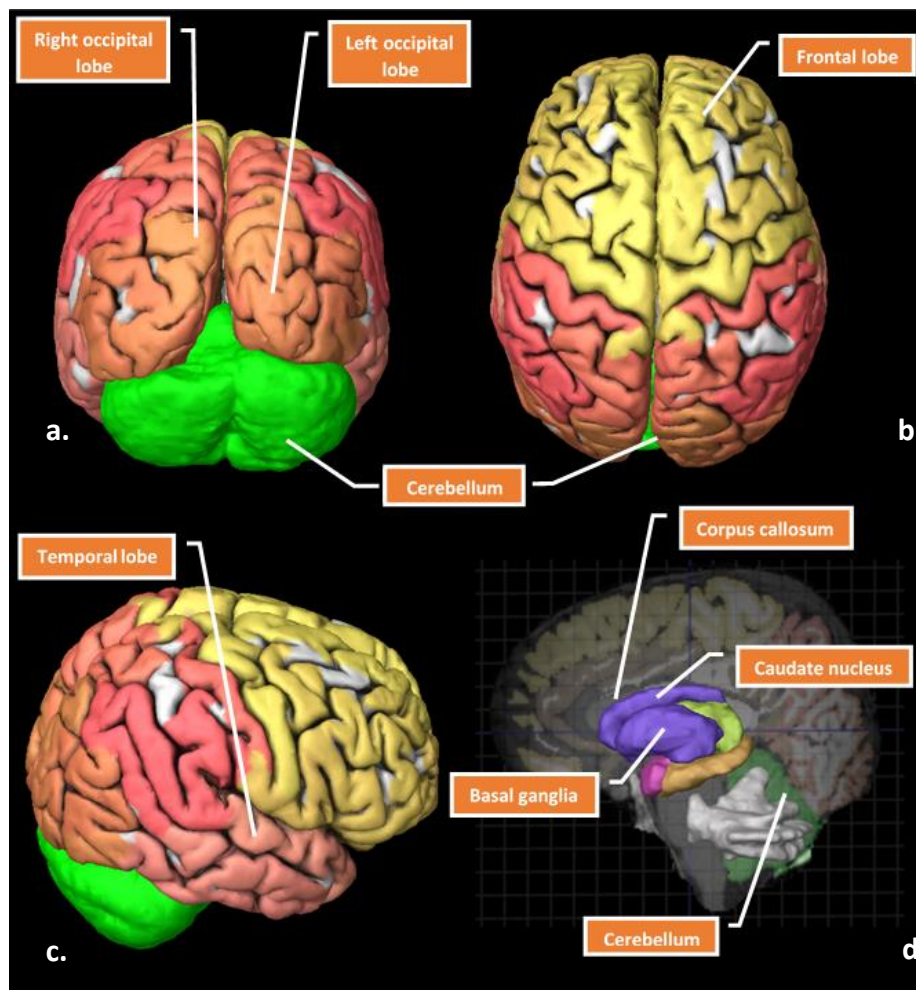 Right occipital
lobe
Left occipital
lobe
Frontal lobe
a.
b.
Cerebellum
Temporal lobe
Corpus callosum
Caudate nucleus
Basal ganglia
Cerebellum
c.
d